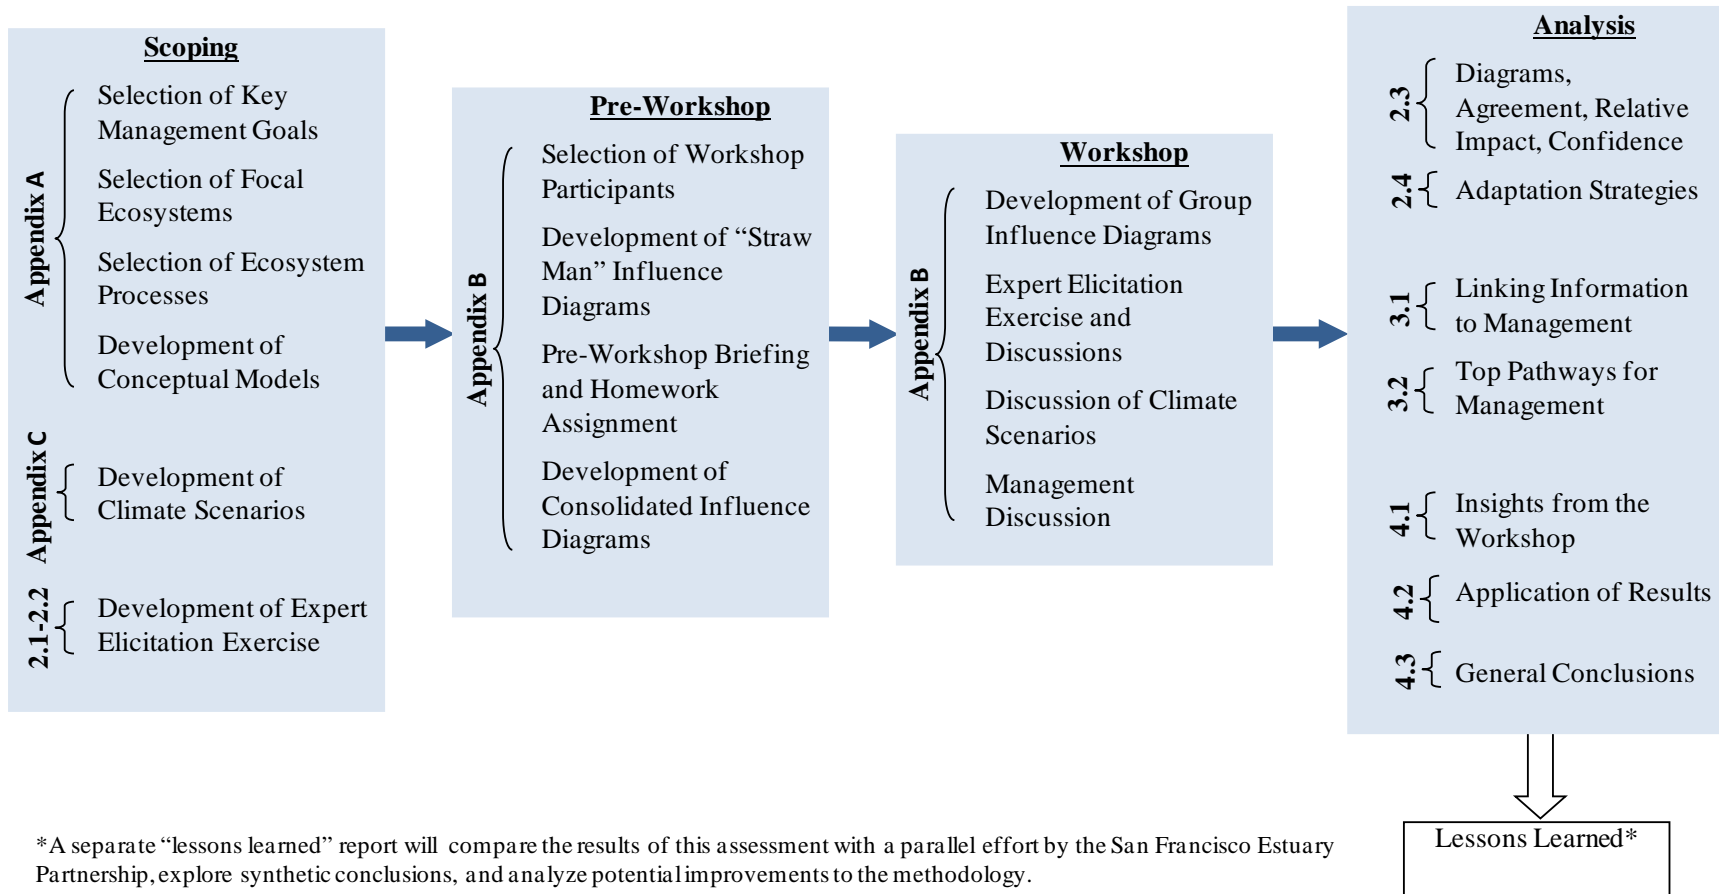 Scoping
Appendix A
Selection of Key
Management Goals
Selection of Focal
Ecosystems
Selection of Ecosystem
Processes
Development of
Conceptual Models
Appendix C
Development of
Climate Scenarios
2.1-2.2
Development of Expert
Elicitation Exercise
Pre-Workshop
Appendix B
Selection of Workshop
Participants
Development of “Straw
Man” Influence
Diagrams
Pre-Workshop Briefing
and Homework
Assignment
Development of
Consolidated Influence
Diagrams
Workshop
Appendix B
Development of Group
Influence Diagrams
Expert Elicitation
Exercise and
Discussions
Discussion of Climate
Scenarios
Management
Discussion
Analysis
2.3
Diagrams,
Agreement, Relative
Impact, Confidence
2.4
Adaptation Strategies
3.1
Linking Information
to Management
3.2
Top Pathways for
Management
4.1
Insights from the
Workshop
4.2
Application of Results
4.3
General Conclusions
Lessons Learned*
*A separate “lessons learned” report will compare the results of this assessment with a parallel effort by the San Francisco Estuary
Partnership, explore synthetic conclusions, and analyze potential improvements to the methodology.